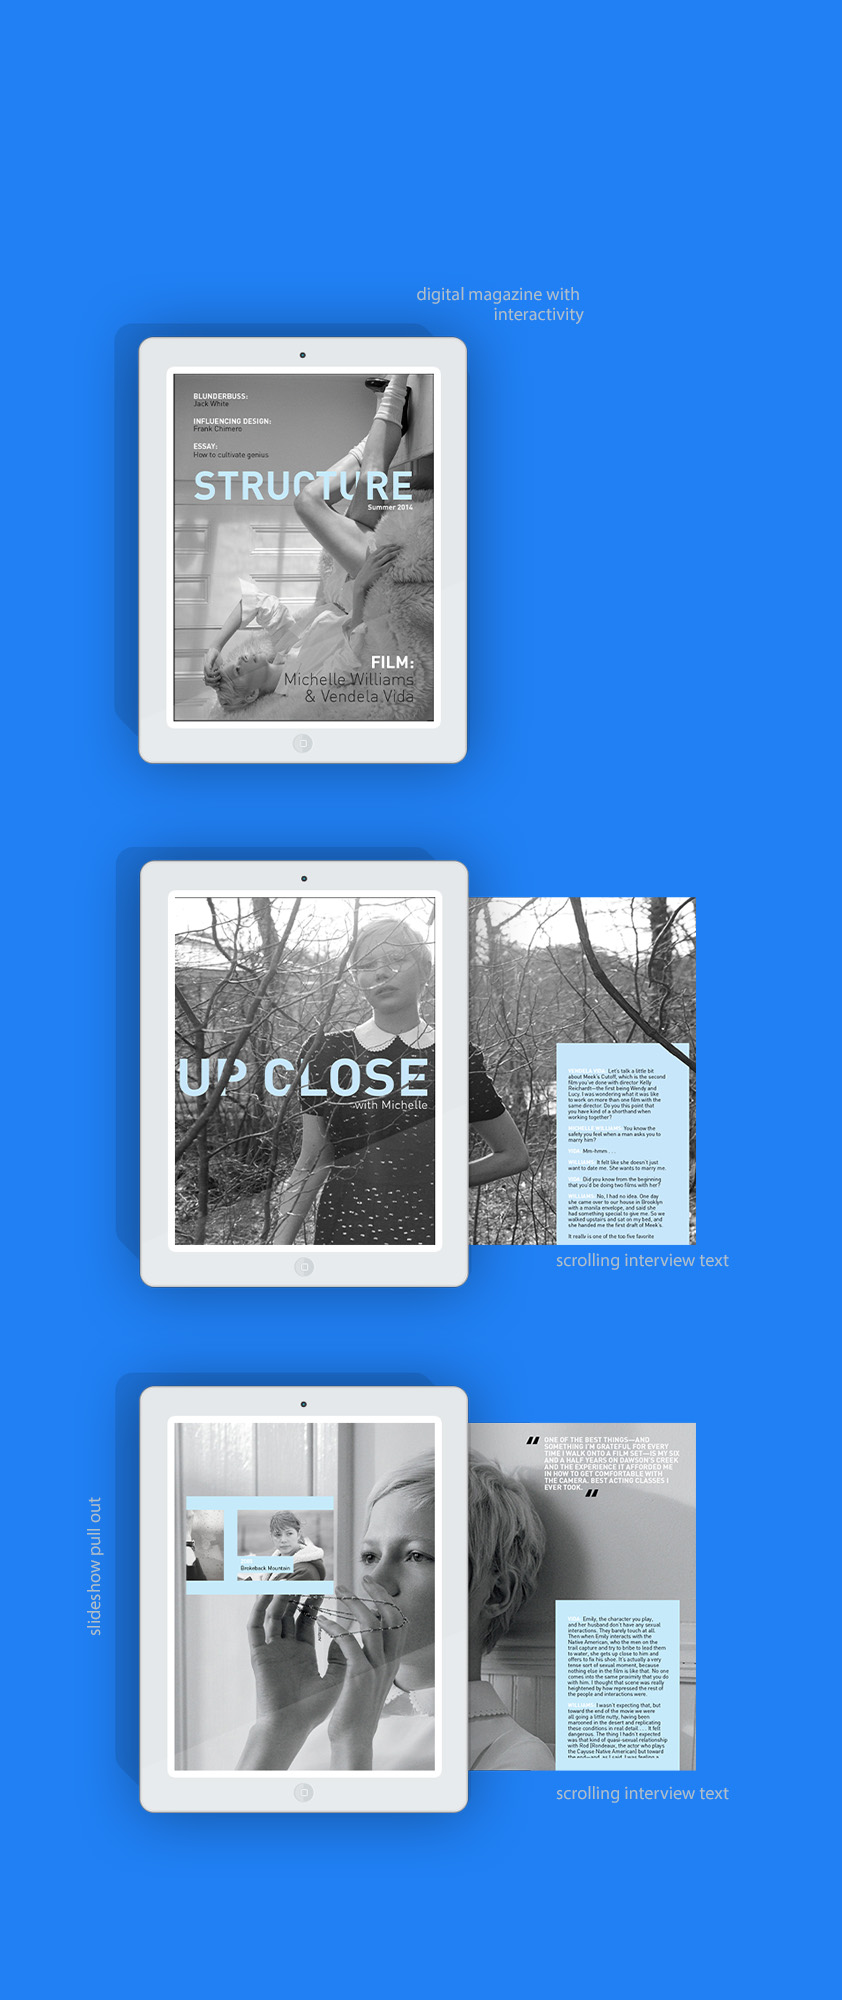 digital magazine with
interactivity
BLUNDERBUSS:
Jack White
INFLUENCING DESIGN:
Frank Chimero
ESSAY:
How to cultivate genius
STRUCTURE
Summer 2014
FILM:
Michelle Williams
& Vendela Vida
UP CLOSE
with Michelle
VENDELA VIDA: Let's talk a little bit
about Meek's Cutoff, which is the second
film you've done with director Kelly
Reichardt—the first being Wendy and
Lucy. I was wondering what it was like
to work on more than one film with the
same director. Do you this point that
you have kind of a shorthand when
working together?
MICHELLE WILLIAMS: You know the
safety you feel when a man asks you to
marry him?
VIDA: Mm-hmm . . .
WILLIAMS: It felt like she doesn't just
want to date me. She wants to marry me.
VIDA: Did you know from the beginning
that you'd be doing two films with her?
WILLIAMS: No, I had no idea. One day
she came over to our house in Brooklyn
with a manila envelope, and said she
had something special to give me. So we
walked upstairs and sat on my bed, and
she handed me the first draft of Meek's.
It really is one of the top five favorite
scrolling interview text
slideshow pull out
Brokeback Mountain
“ ONE OF THE BEST THINGS—AND
SOMETHING I'M GRATEFUL FOR EVERY
TIME I WALK ONTO A FILM SET—IS MY SIX
AND A HALF YEARS ON DAWSON'S CREEK
AND THE EXPERIENCE IT AFFORDED ME
IN HOW TO GET COMFORTABLE WITH
THE CAMERA. BEST ACTING CLASSES I
EVER TOOK. ”
VIDA: Emily, the character you play,
and her husband don't have any sexual
interactions. They barely touch at all.
Then when Emily interacts with the
Native American, who the men on the
trail capture and try to bribe to lead them
to water, she gets up close to him and
offers to fix his shoe. It's actually a very
tense sort of sexual moment, because
nothing else in the film is like that. No one
comes into the same proximity that you do
with him. I thought that scene was really
heightened by how repressed the rest of
the people and interactions were.
WILLIAMS: I wasn't expecting that, but
toward the end of the movie we were
all going a little nutty, having been
marooned in the desert and replicating
these conditions in real detail. . . . It felt
dangerous. The thing I hadn't expected
was that kind of quasi-sexual relationship
with Rod [Rondeaux, the actor who plays
the Cayuse Native American] but toward
the end—and, as I said, I was feeling a
scrolling interview text